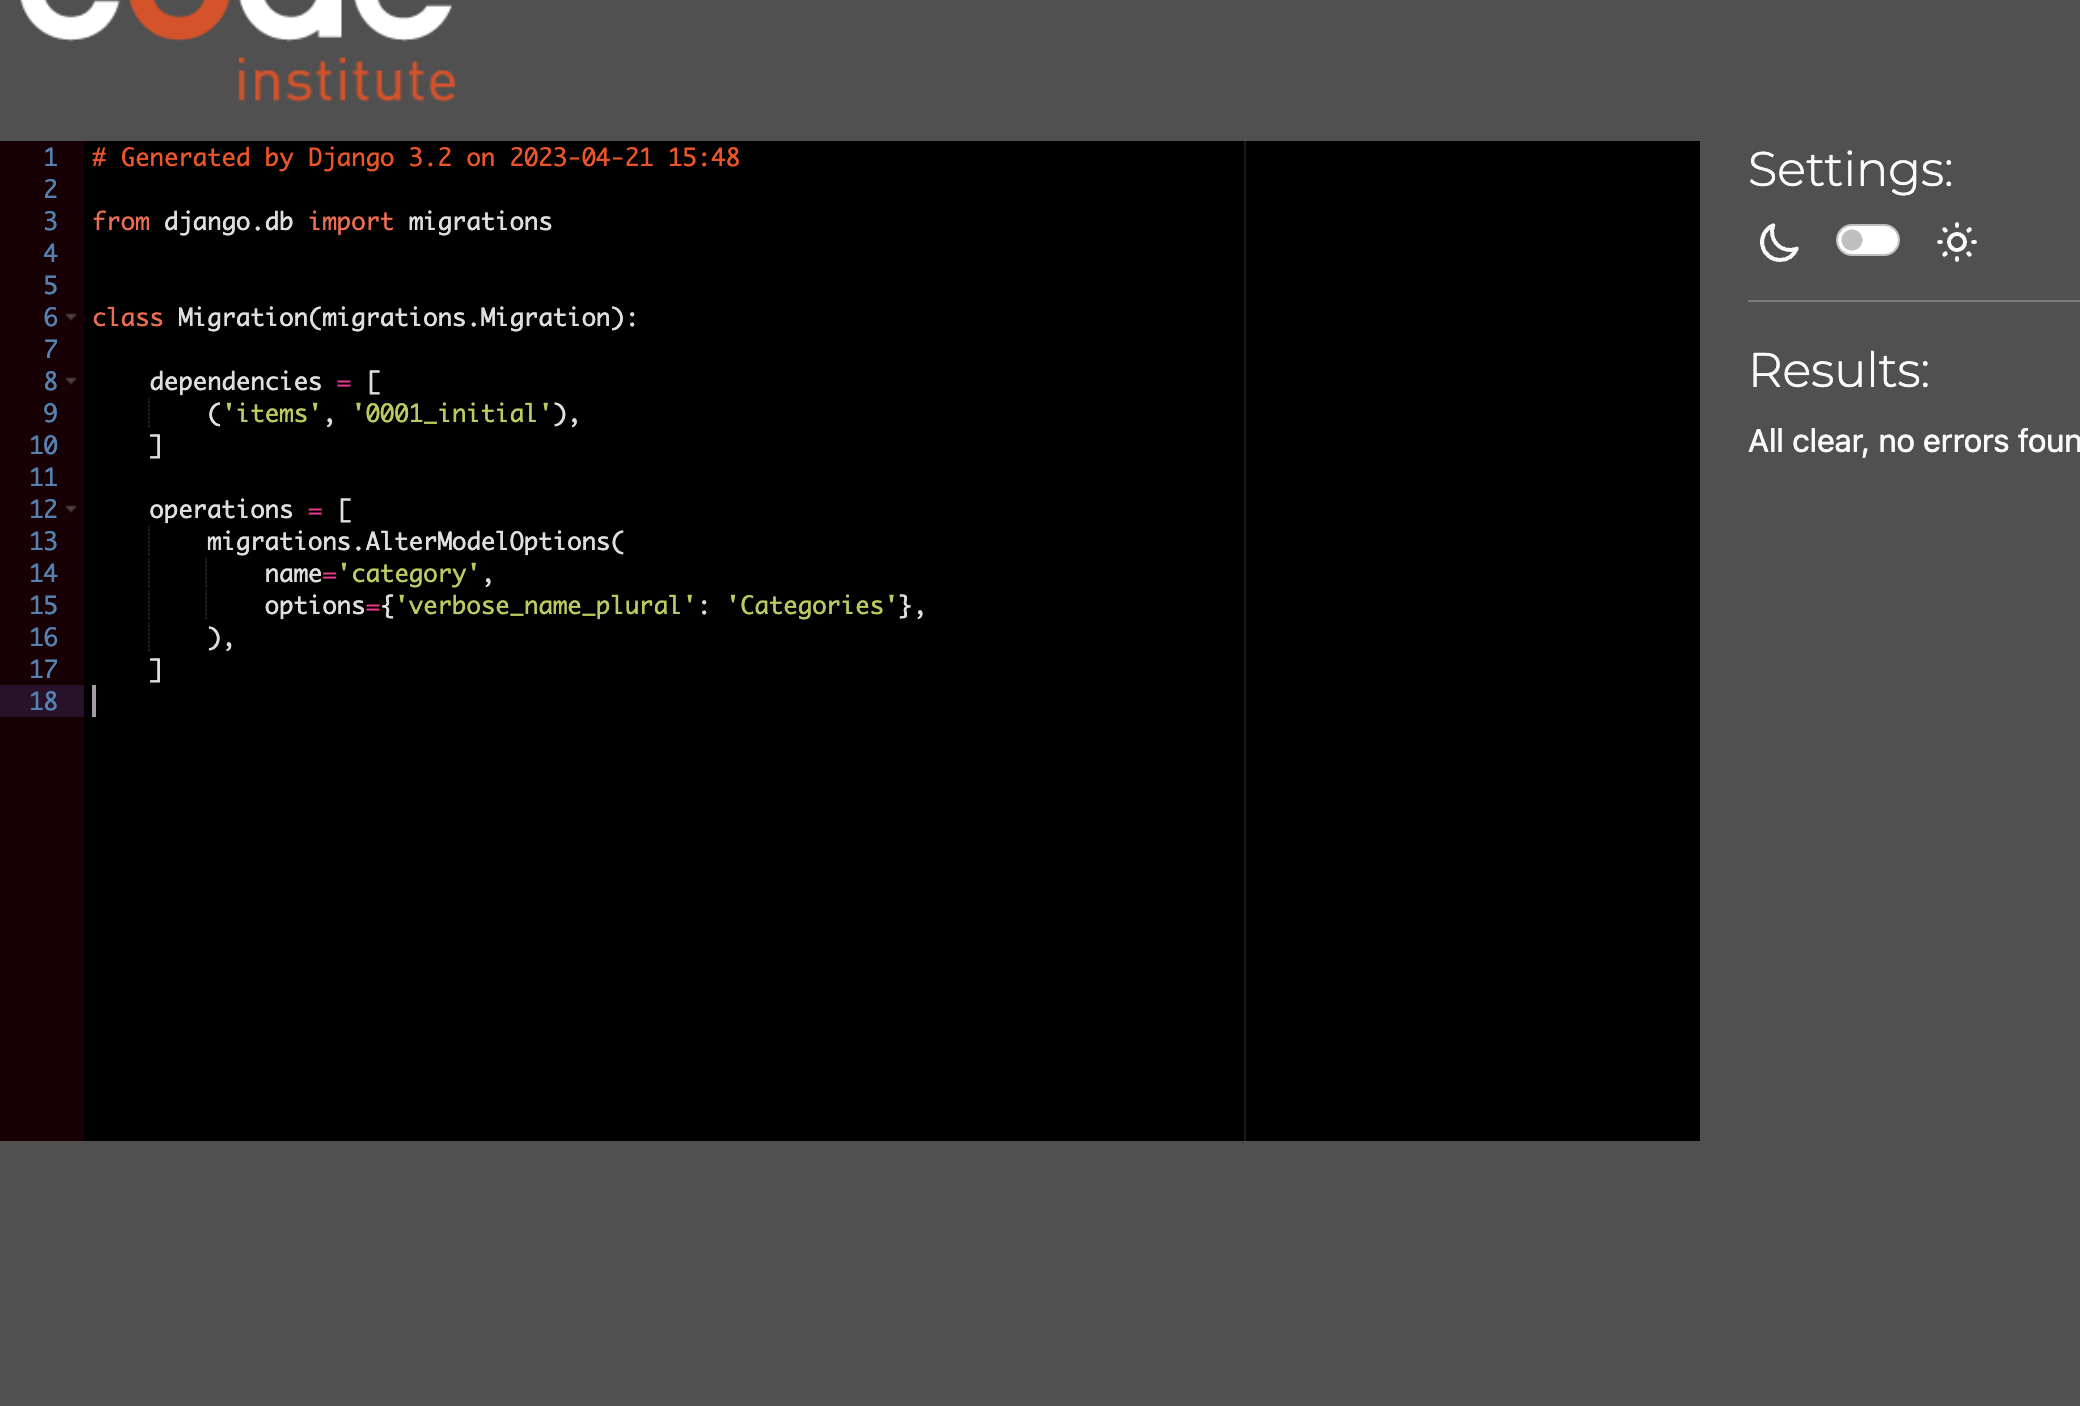 code
institute
1 # Generated by Django 3.2 on 2023-04-21 15:48
2
3 from django.db import migrations
4
5
6 class Migration(migrations.Migration):
7
8     dependencies = [
9         ('items', '0001_initial'),
10     ]
11
12     operations = [
13         migrations.AlterModelOptions(
14             name='category',
15             options={'verbose_name_plural': 'Categories'},
16         ),
17     ]
18
Settings:
Results:
All clear, no errors foun